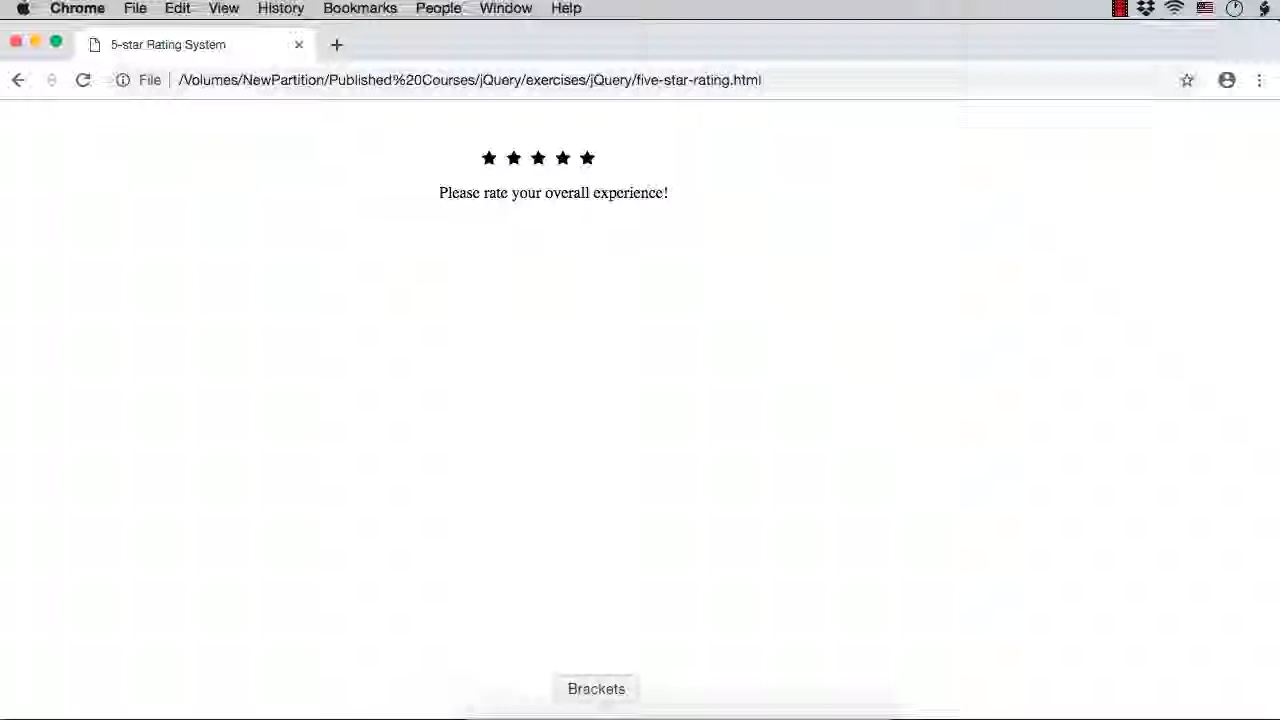 Chrome File Edit View History Bookmarks People Window Help
5-star Rating System
File /Volumes/NewPartition/Published%20Courses/jQuery/exercises/jQuery/five-star-rating.html
Please rate your overall experience!
Brackets